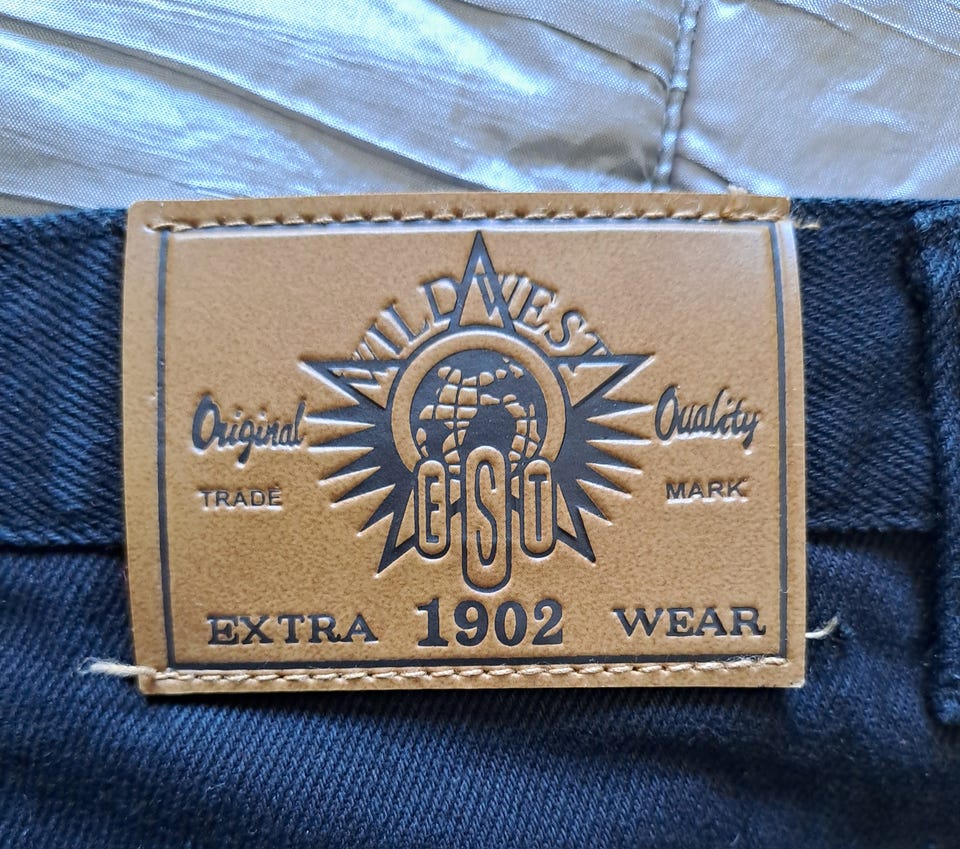 WILD WEST
Original Quality
TRADE MARK
EST
EXTRA 1902 WEAR